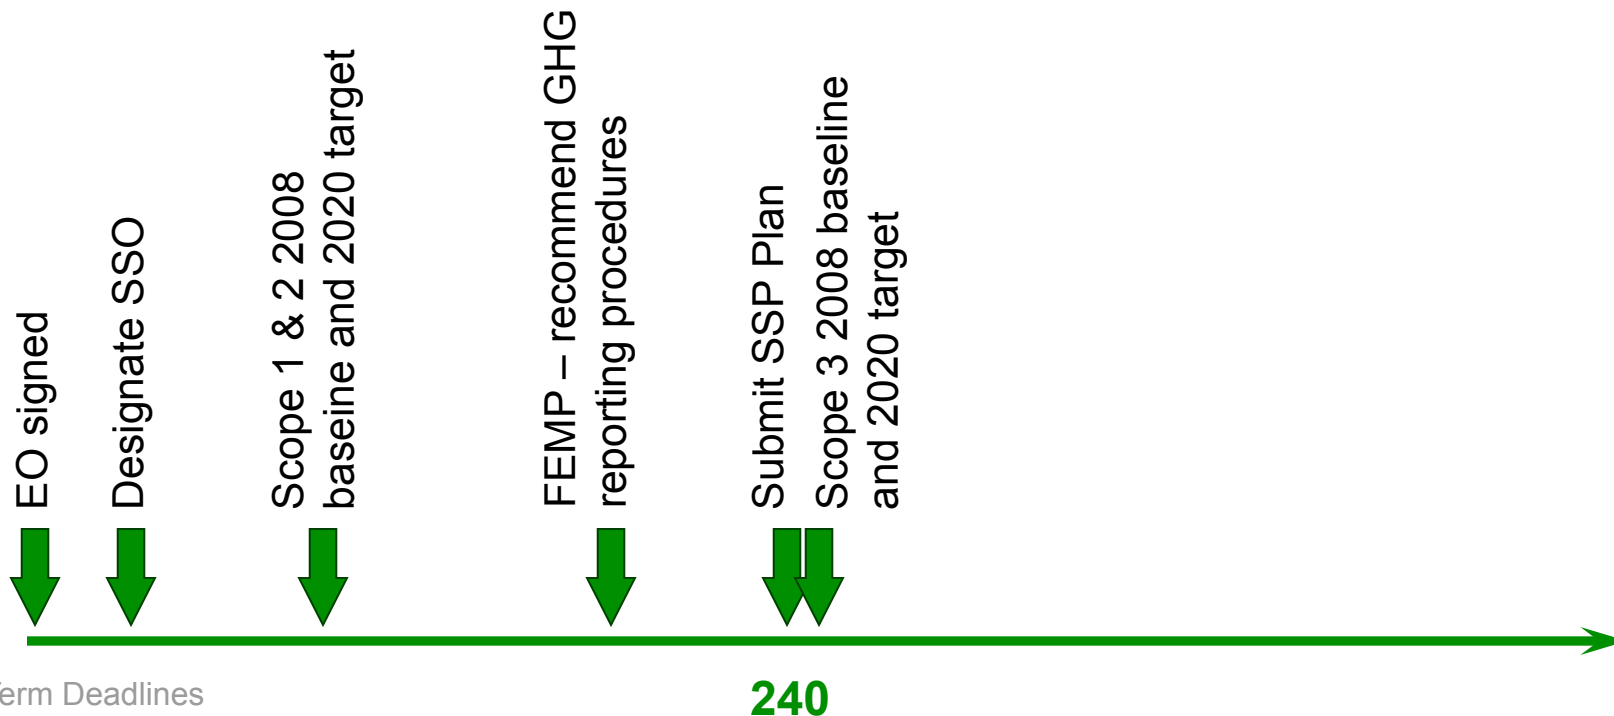 EO signed
Designate SSO
Scope 1 & 2 2008
baseine and 2020 target
FEMP – recommend GHG
reporting procedures
Submit SSP Plan
Scope 3 2008 baseline
and 2020 target
erm Deadlines
240